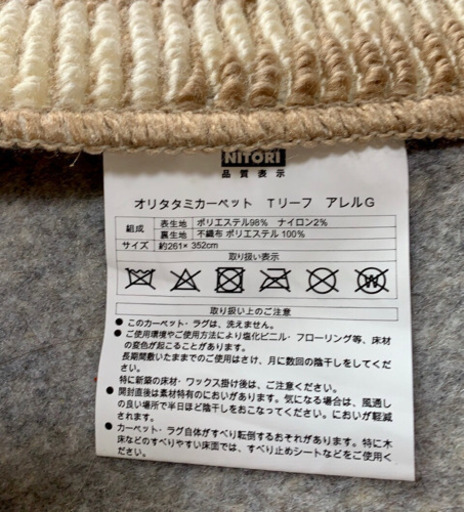 NITORI
品質表示
オリタタミカーペット Tリーフ アレルG
組成 表生地 ポリエステル98% ナイロン2%
裏生地 不織布 ポリエステル 100%
サイズ 約261× 352cm
取り扱い表示
W
取り扱い上のご注意
● このカーペット・ラグは、洗えません。
● ご使用環境やご使用方法により塩化ビニル・フローリング等、床材
の変色が起こることがあります。
長期間敷いたままでのご使用はさけ、月に数回の陰干しをしてくだ
さい。
特に新築の床材・ワックス掛け後は、ご注意ください。
● 開封直後は素材特有のにおいがあります。気になる場合は、風通し
の良い場所で半日ほど陰干しをおこなってください。においが軽減
されます。
● カーペット・ラグ自体がすべり転倒するおそれがあります。特に木
床などのすべりやすい床面では、すべり止めシートなどをご使用く
ださい。